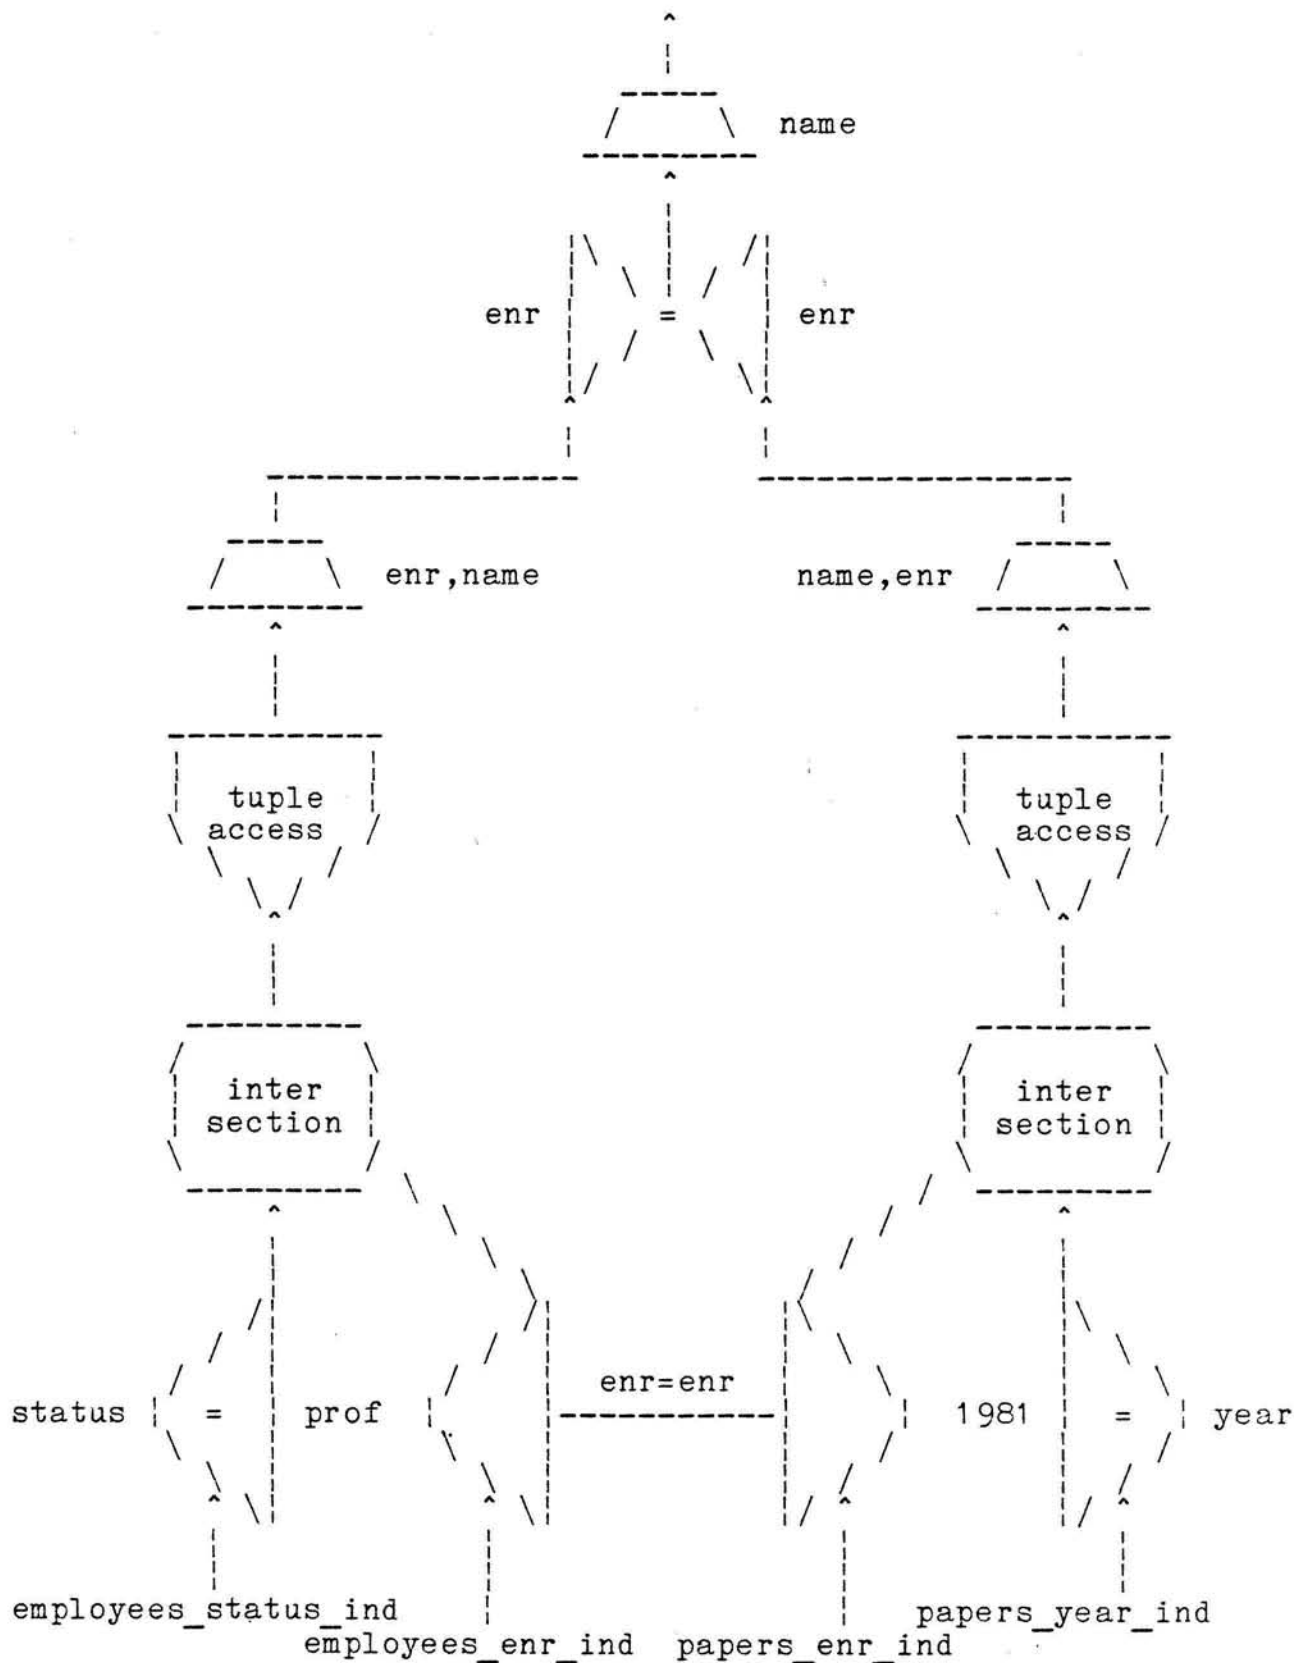 name
enr = enr
enr,name name,enr
tuple access tuple access
inter section inter section
enr=enr
status = prof 1981 = year
employees_status_ind papers_year_ind
employees_enr_ind papers_enr_ind